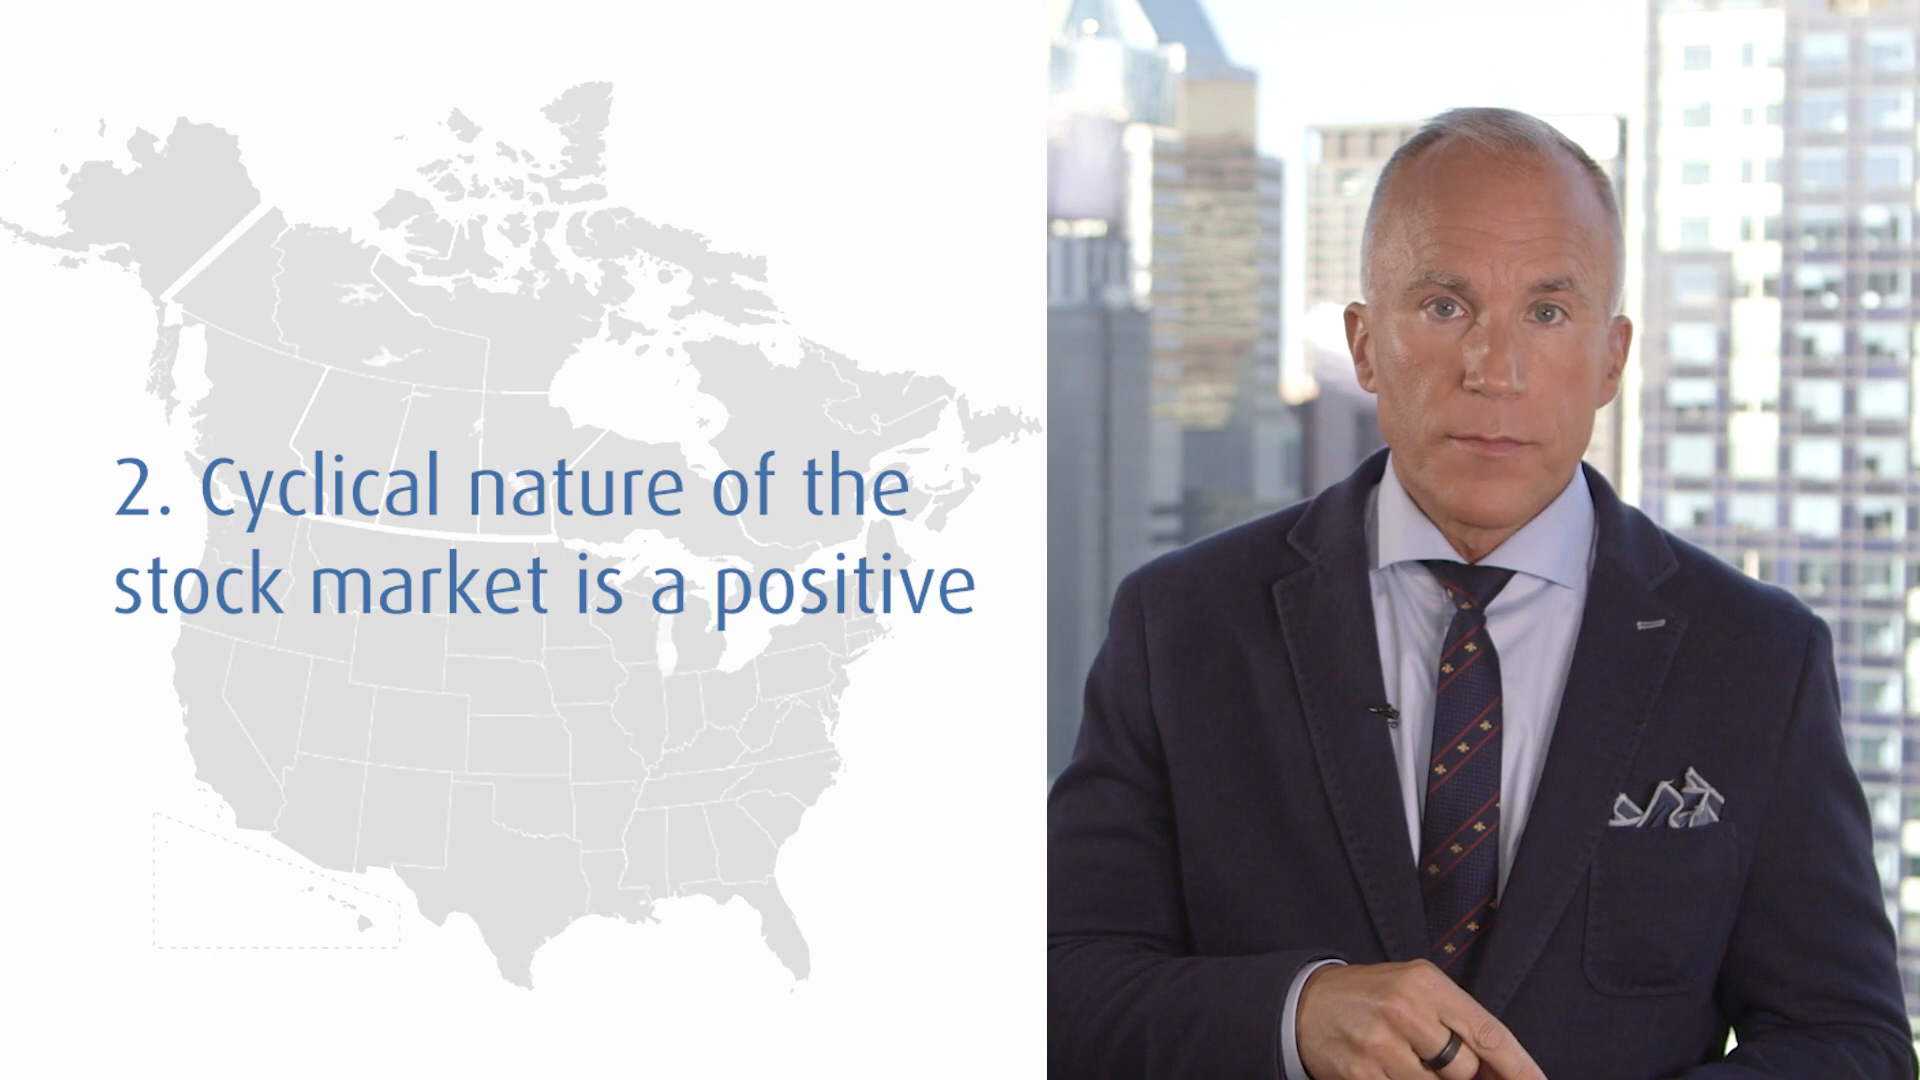 2. Cyclical nature of the
stock market is a positive